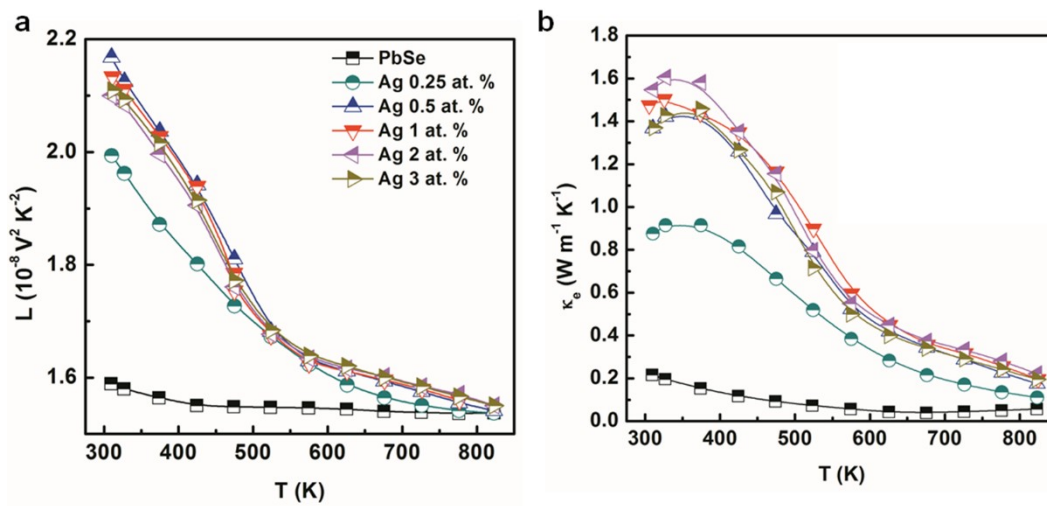 a
2.2
2.0
1.8
1.6
L (10⁻⁸ V² K⁻²)
PbSe
Ag 0.25 at. %
Ag 0.5 at. %
Ag 1 at. %
Ag 2 at. %
Ag 3 at. %
300 400 500 600 700 800
T (K)
b
1.8
1.6
1.4
1.2
1.0
0.8
0.6
0.4
0.2
0.0
κₑ (W m⁻¹ K⁻¹)
300 400 500 600 700 800
T (K)